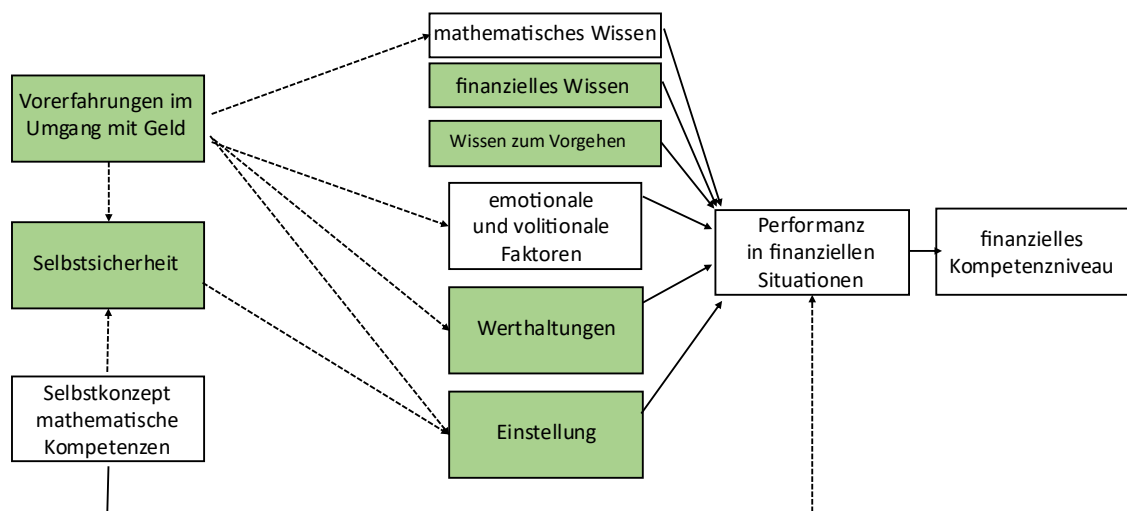 mathematisches Wissen
finanzielles Wissen
Vorerfahrungen im
Umgang mit Geld
Wissen zum Vorgehen
emotionale
und volitionale
Faktoren
Performanz
in finanziellen
Situationen
finanzielles
Kompetenzniveau
Selbstsicherheit
Werthaltungen
Selbstkonzept
mathematische
Kompetenzen
Einstellung